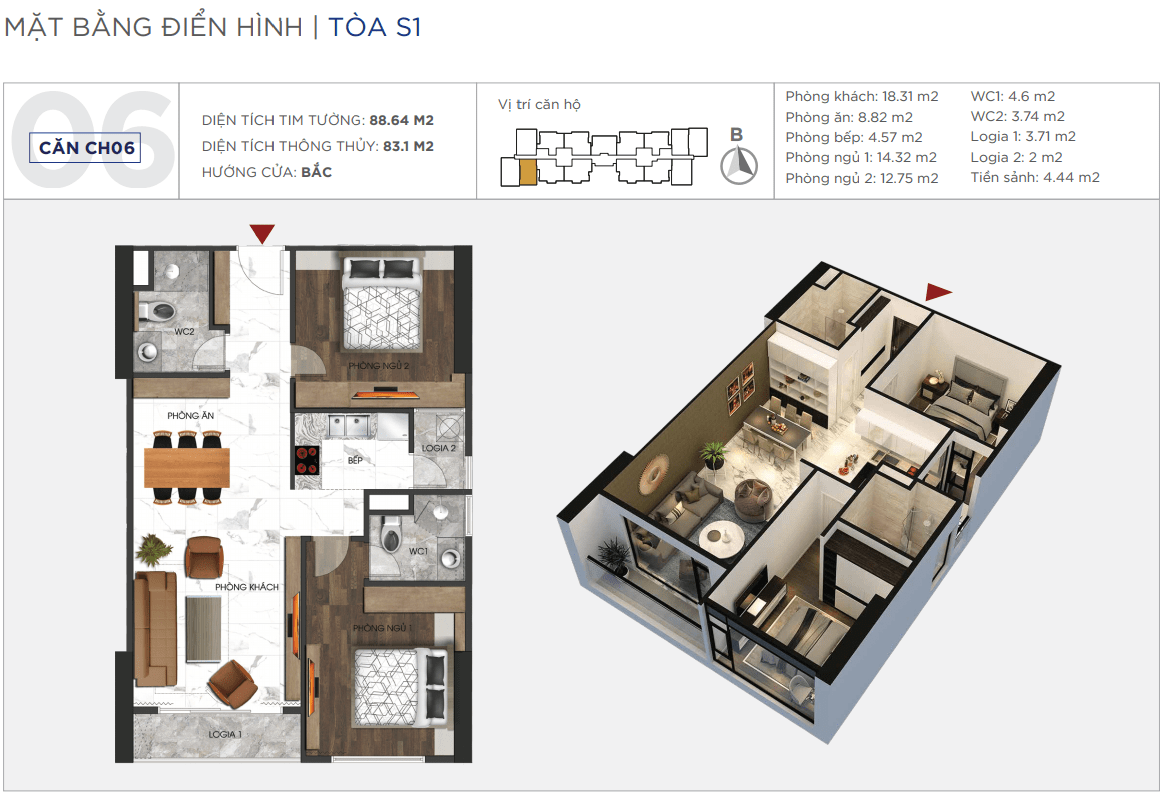 MẶT BẰNG ĐIỂN HÌNH | TÒA S1
06
CĂN CH06
DIỆN TÍCH TIM TƯỜNG: 88.64 M2
DIỆN TÍCH THÔNG THỦY: 83.1 M2
HƯỚNG CỬA: BẮC
Vị trí căn hộ
B
Phòng khách: 18.31 m2
Phòng ăn: 8.82 m2
Phòng bếp: 4.57 m2
Phòng ngủ 1: 14.32 m2
Phòng ngủ 2: 12.75 m2
WC1: 4.6 m2
WC2: 3.74 m2
Logia 1: 3.71 m2
Logia 2: 2 m2
Tiền sảnh: 4.44 m2
WC2
PHÒNG NGỦ 2
PHÒNG ĂN
LOGIA 2
BẾP
WC1
PHÒNG KHÁCH
PHÒNG NGỦ 1
LOGIA 1